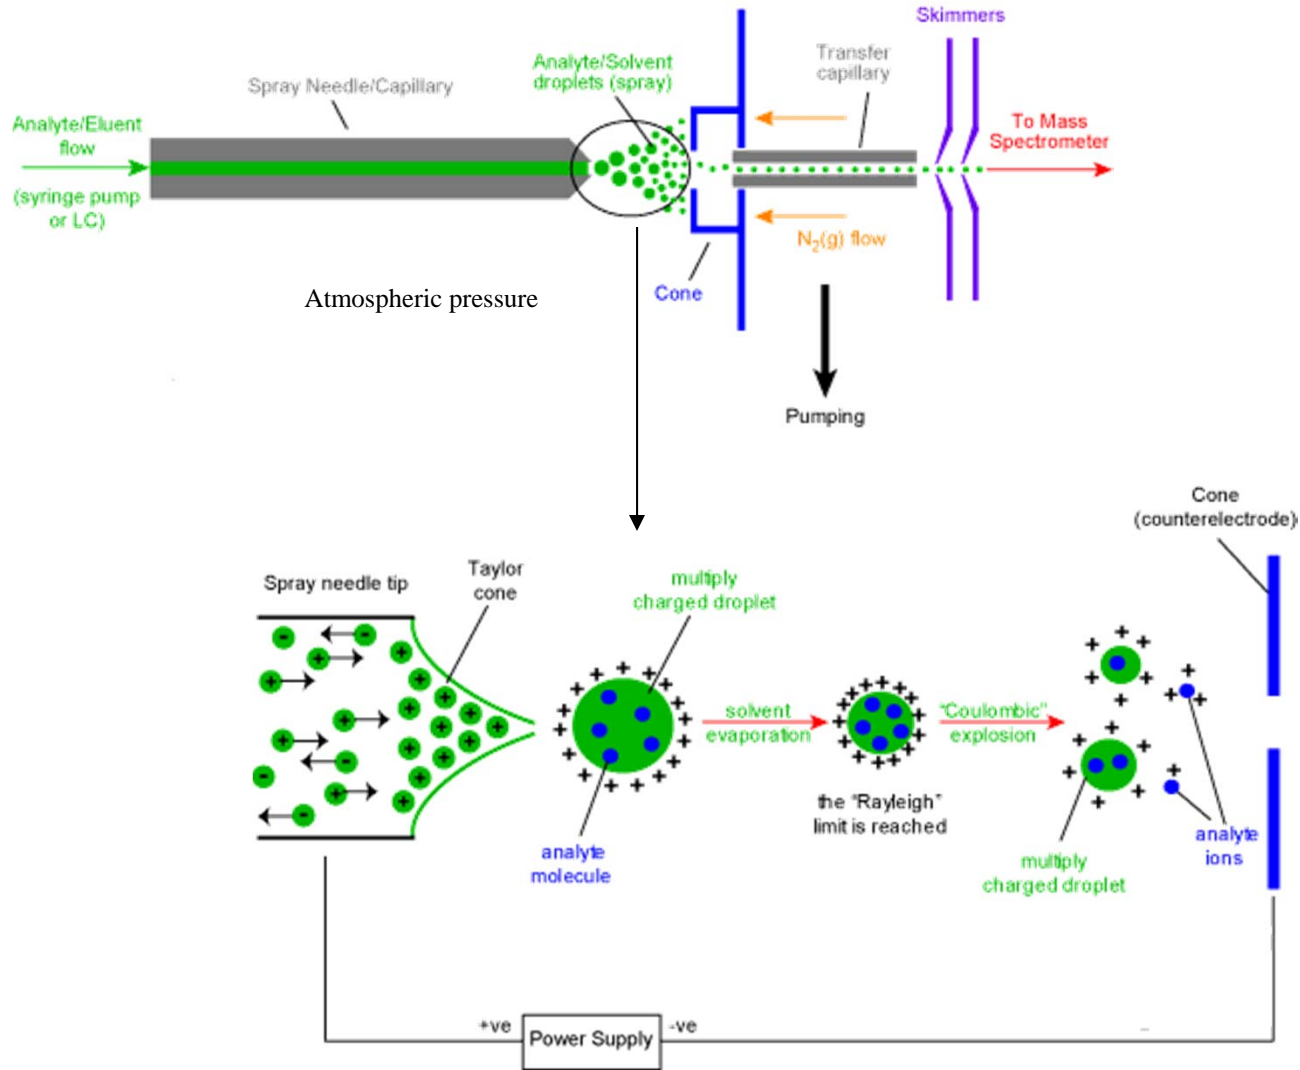 Skimmers
Transfer
capillary
Analyte/Solvent
droplets (spray)
Spray Needle/Capillary
Analyte/Eluent
flow
(syringe pump
or LC)
To Mass
Spectrometer
N₂(g) flow
Cone
Atmospheric pressure
Pumping
Cone
(counterelectrode)
Spray needle tip
Taylor
cone
multiply
charged droplet
solvent
evaporation
"Coulombic"
explosion
the "Rayleigh"
limit is reached
analyte
molecule
multiply
charged droplet
analyte
ions
+ve
Power Supply
-ve